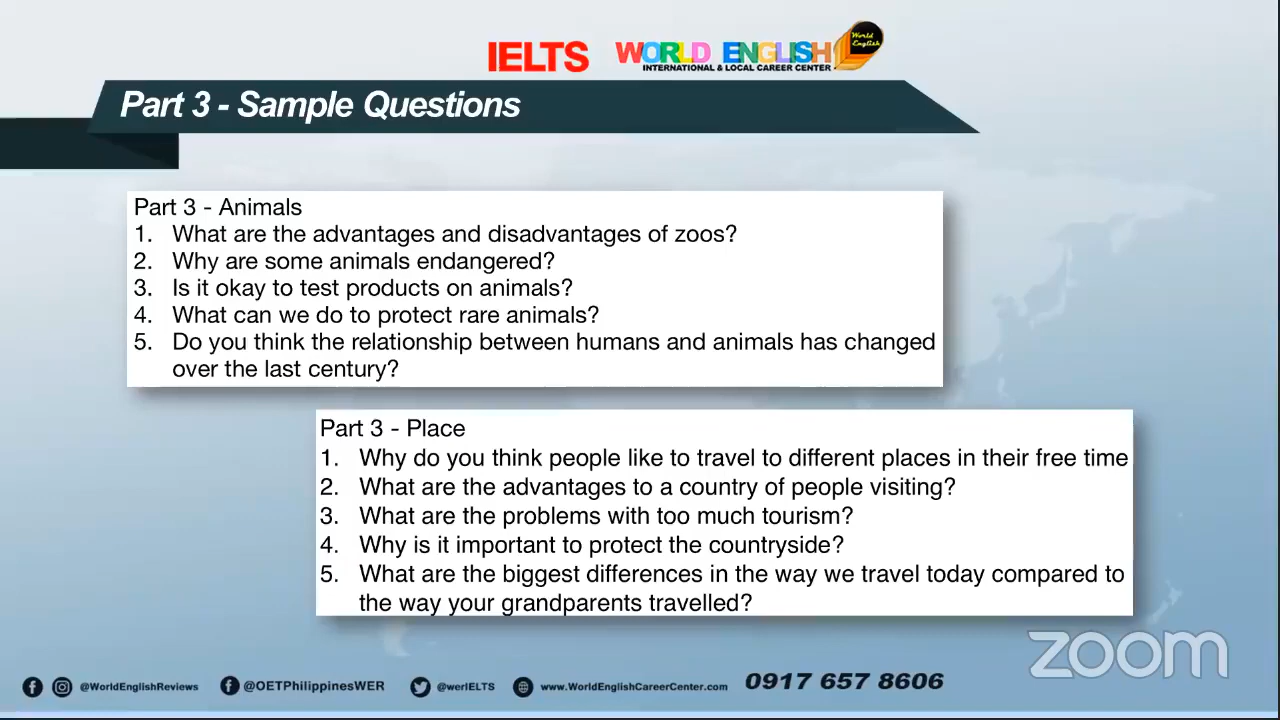 IELTS WORLD ENGLISH World English
INTERNATIONAL & LOCAL CAREER CENTER
Part 3 - Sample Questions
Part 3 - Animals
1. What are the advantages and disadvantages of zoos?
2. Why are some animals endangered?
3. Is it okay to test products on animals?
4. What can we do to protect rare animals?
5. Do you think the relationship between humans and animals has changed
over the last century?
Part 3 - Place
1. Why do you think people like to travel to different places in their free time
2. What are the advantages to a country of people visiting?
3. What are the problems with too much tourism?
4. Why is it important to protect the countryside?
5. What are the biggest differences in the way we travel today compared to
the way your grandparents travelled?
zoom
@WorldEnglishReviews @OETPhilippinesWER @werIELTS www.WorldEnglishCareerCenter.com 0917 657 8606